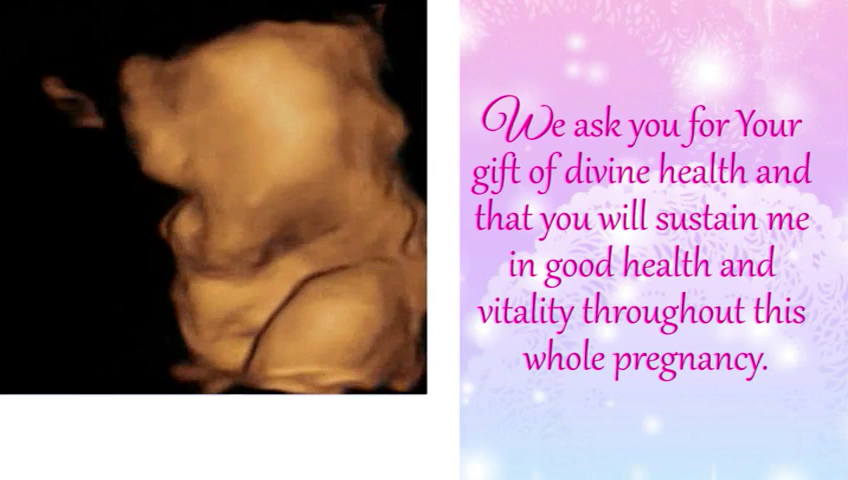 We ask you for Your
gift of divine health and
that you will sustain me
in good health and
vitality throughout this
whole pregnancy.